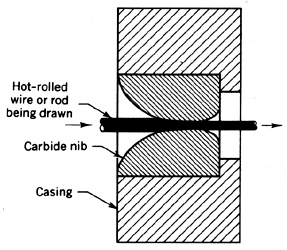 Hot-rolled
wire or rod
being drawn
Carbide nib
Casing